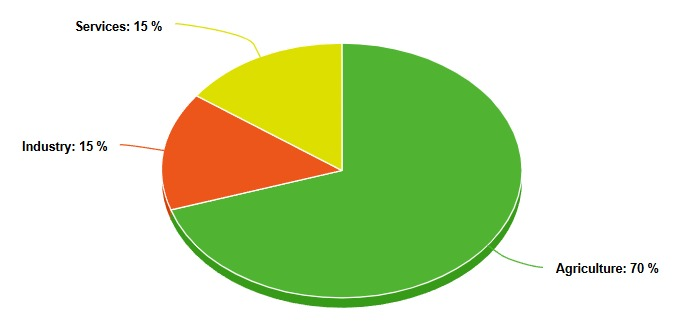 Services: 15 %
Industry: 15 %
Agriculture: 70 %